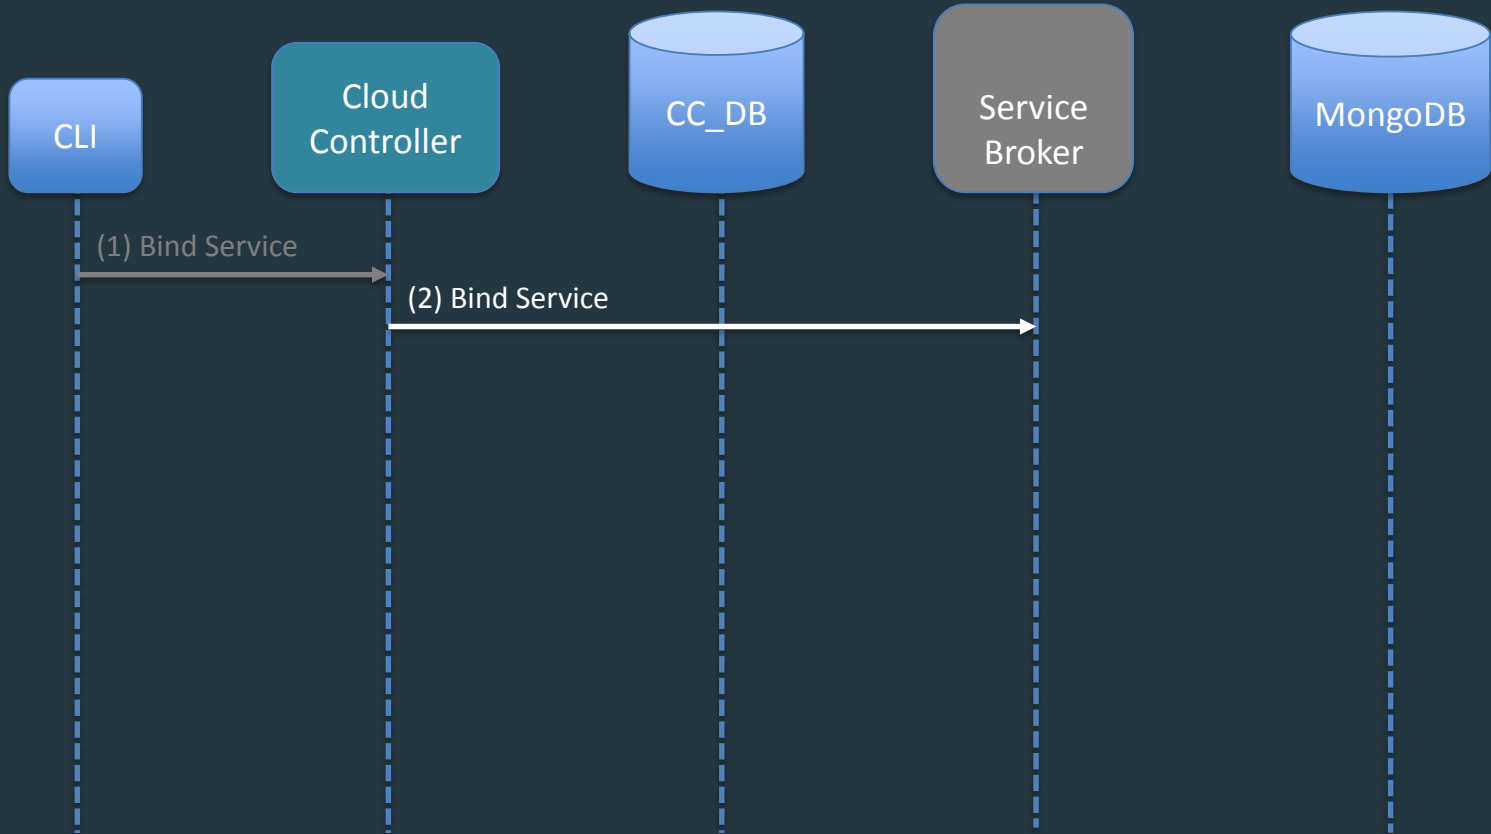 CLI
Cloud
Controller
CC_DB
Service
Broker
MongoDB
(1) Bind Service
(2) Bind Service